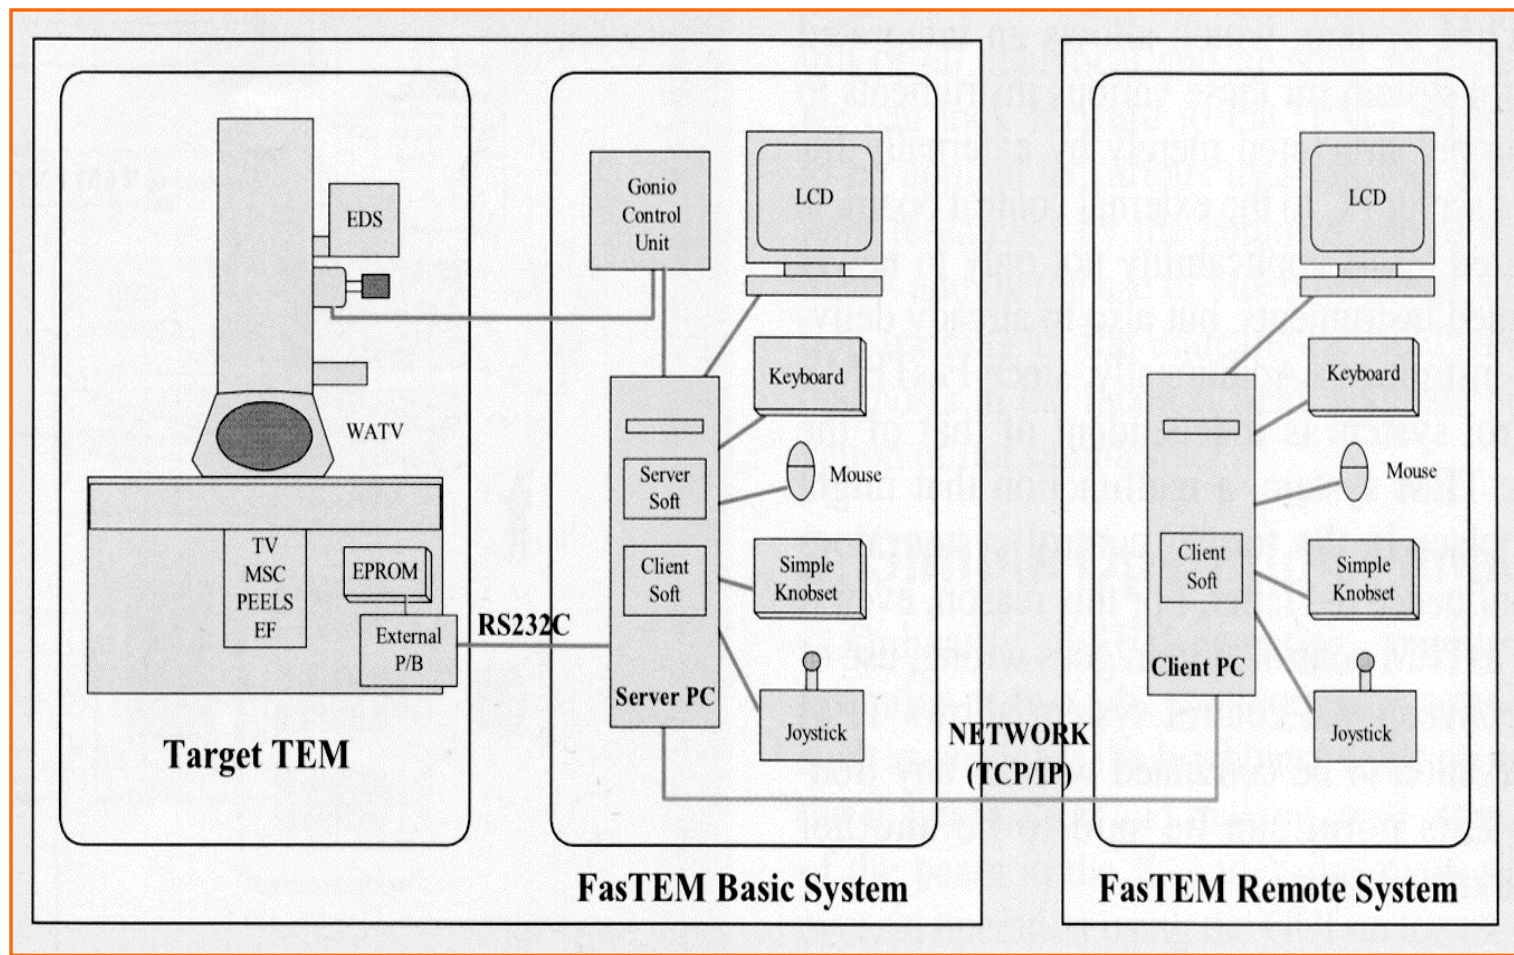 EDS
WATV
TV
MSC
PEELS
EF
EPROM
External
P/B
Target TEM
RS232C
Gonio
Control
Unit
LCD
Keyboard
Mouse
Server
Soft
Client
Soft
Simple
Knobset
Server PC
Joystick
FasTEM Basic System
NETWORK
(TCP/IP)
LCD
Keyboard
Mouse
Client
Soft
Simple
Knobset
Client PC
Joystick
FasTEM Remote System